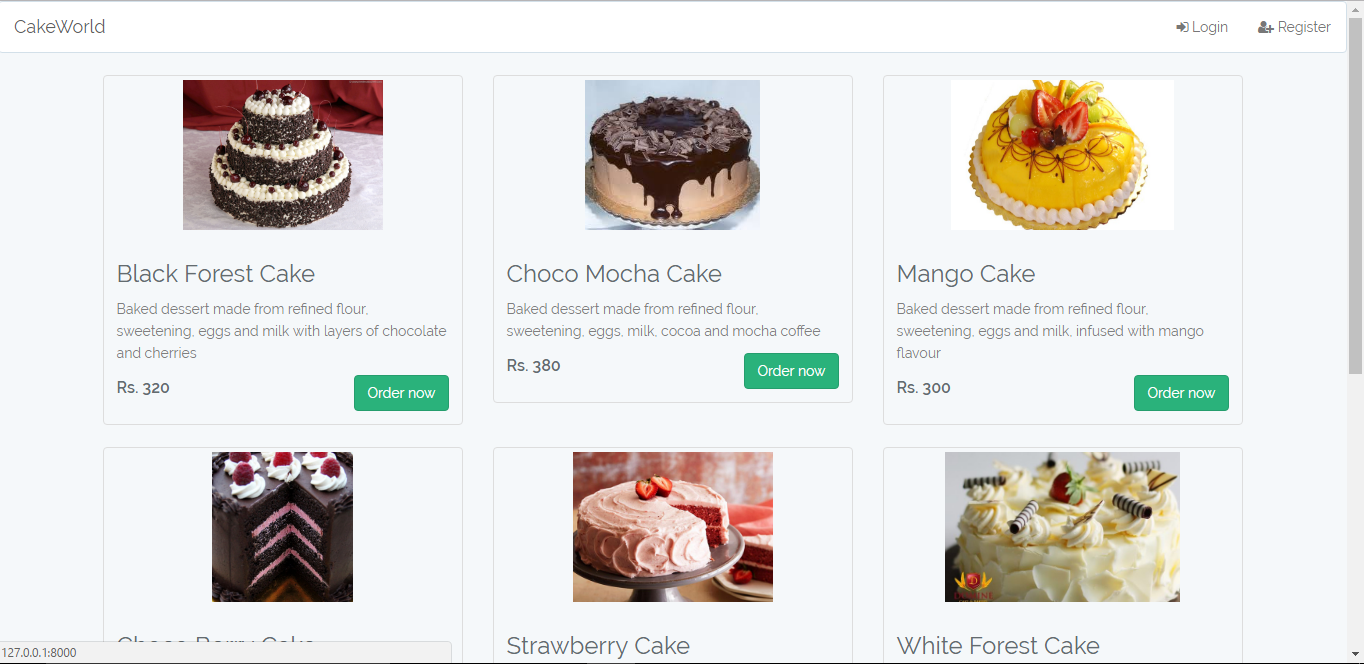 CakeWorld
Login
Register
Black Forest Cake
Baked dessert made from refined flour,
sweetening, eggs and milk with layers of chocolate
and cherries
Rs. 320
Order now
Choco Mocha Cake
Baked dessert made from refined flour,
sweetening, eggs, milk, cocoa and mocha coffee
Rs. 380
Order now
Mango Cake
Baked dessert made from refined flour,
sweetening, eggs and milk, infused with mango
flavour
Rs. 300
Order now
Choco Berry Cake
Strawberry Cake
White Forest Cake
127.0.0.1:8000